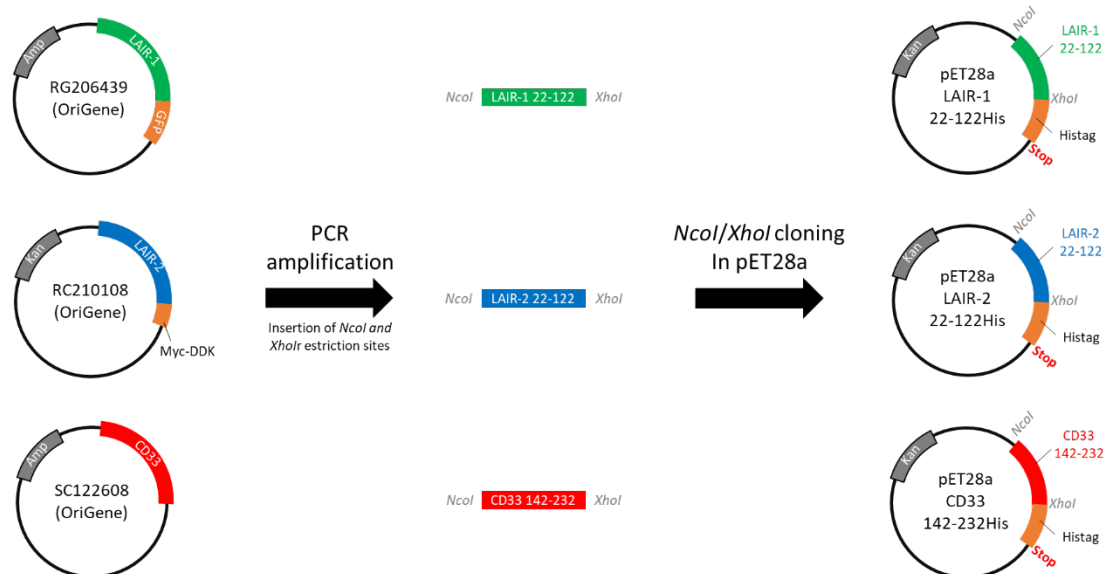 Amp
LAIR-1
GFP
RG206439
(OriGene)
NcoI
LAIR-1 22-122
XhoI
Kan
NcoI
LAIR-1
22-122
pET28a
LAIR-1
22-122His
XhoI
Histag
Stop
Kan
LAIR-2
RC210108
(OriGene)
Myc-DDK
PCR
amplification
Insertion of NcoI and
XhoIr estriction sites
NcoI
LAIR-2 22-122
XhoI
NcoI/XhoI cloning
In pET28a
Kan
NcoI
LAIR-2
22-122
pET28a
LAIR-2
22-122His
XhoI
Histag
Stop
Amp
CD33
SC122608
(OriGene)
NcoI
CD33 142-232
XhoI
Kan
NcoI
CD33
142-232
pET28a
CD33
142-232His
XhoI
Histag
Stop